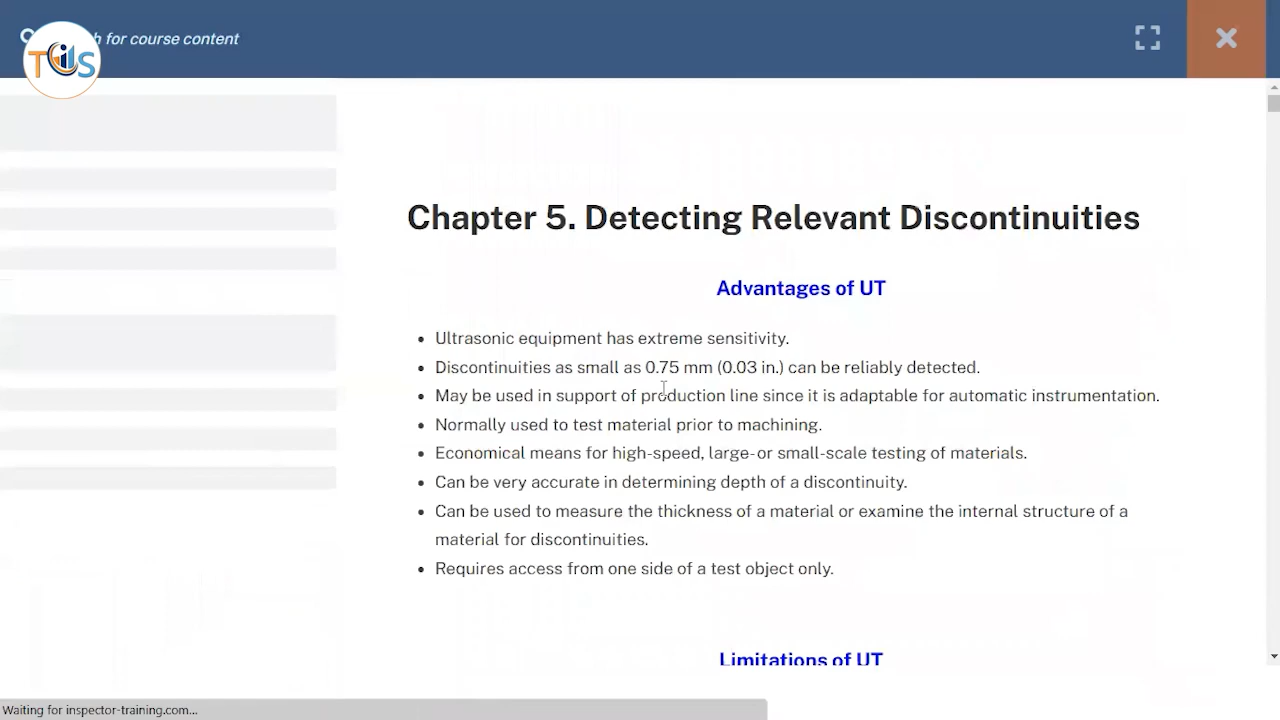 h for course content
TCIS
Chapter 5. Detecting Relevant Discontinuities
Advantages of UT
• Ultrasonic equipment has extreme sensitivity.
• Discontinuities as small as 0.75 mm (0.03 in.) can be reliably detected.
• May be used in support of production line since it is adaptable for automatic instrumentation.
• Normally used to test material prior to machining.
• Economical means for high-speed, large- or small-scale testing of materials.
• Can be very accurate in determining depth of a discontinuity.
• Can be used to measure the thickness of a material or examine the internal structure of a
material for discontinuities.
• Requires access from one side of a test object only.
Limitations of UT
Waiting for inspector-training.com...